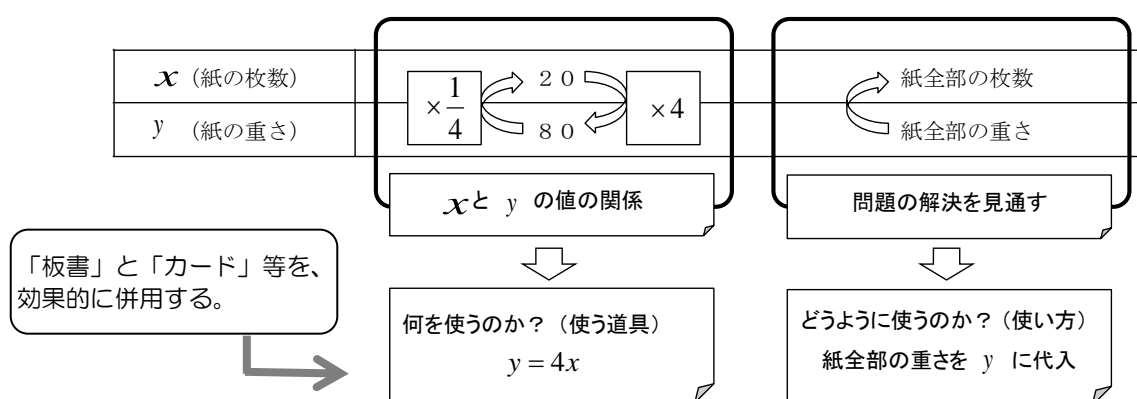 x (紙の枚数)
×1/4
２０
×4
紙全部の枚数
y (紙の重さ)
８０
紙全部の重さ
xと y の値の関係
問題の解決を見通す
「板書」と「カード」等を、
効果的に併用する。
何を使うのか？（使う道具）
y = 4x
どうように使うのか？（使い方）
紙全部の重さを y に代入